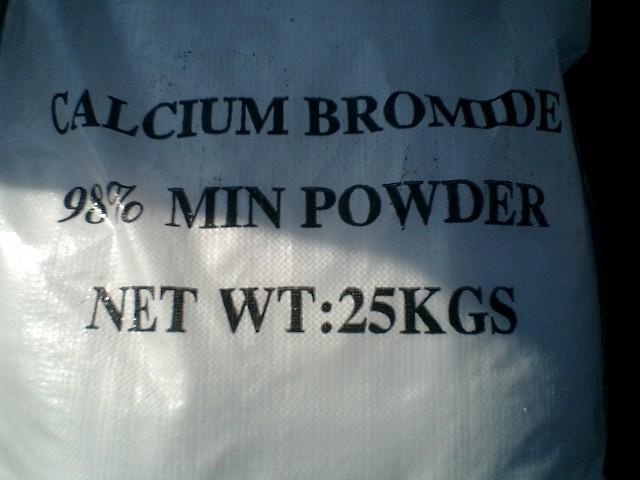 CALCIUM BROMIDE
98% MIN POWDER
NET WT:25KGS